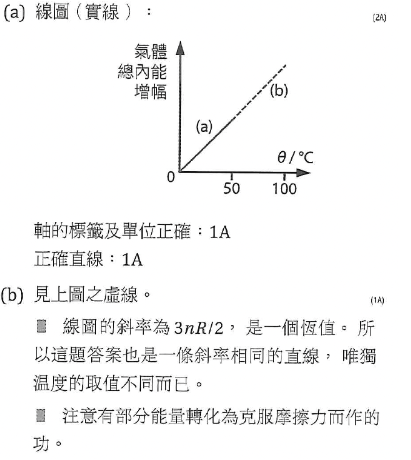 (a) 線圖（實線）： (2A)
氣體
總內能
增幅
(a)
(b)
θ/°C
0
50
100
軸的標籤及單位正確：1A
正確直線：1A
(b) 見上圖之虛線。 (1A)
▤ 線圖的斜率為 3nR/2， 是一個恆值。 所
以這題答案也是一條斜率相同的直線， 唯獨
溫度的取值不同而已。
▤ 注意有部分能量轉化為克服摩擦力而作的
功。